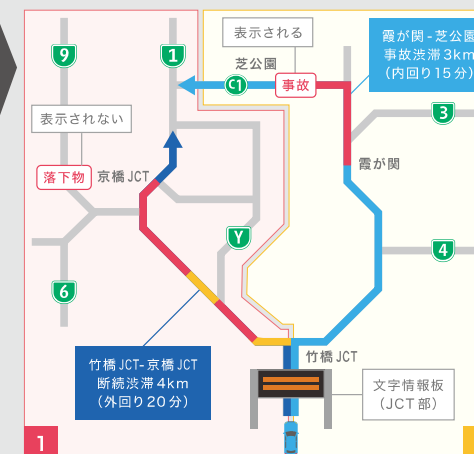 表示される
霞が関-芝公園
事故渋滞3km
（内回り15分）
9
1
芝公園
C1
事故
表示されない
3
落下物
京橋JCT
霞が関
Y
4
6
竹橋JCT-京橋JCT
断続渋滞4km
（外回り20分）
竹橋JCT
文字情報板
（JCT部）
1